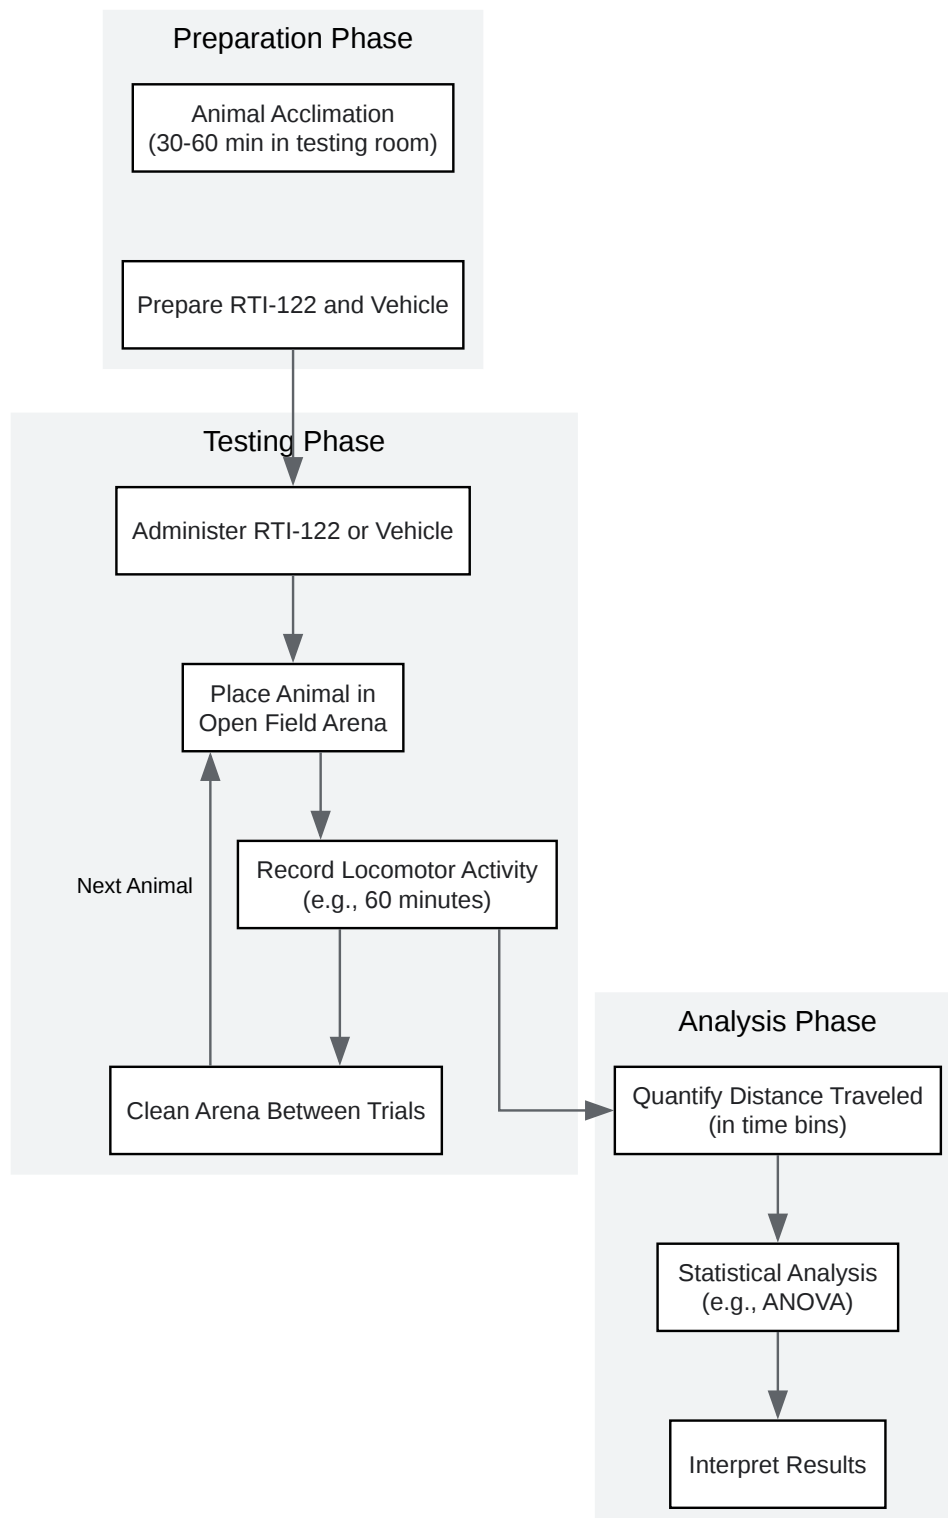 Preparation Phase
Animal Acclimation
(30-60 min in testing room)
Prepare RTI-122 and Vehicle
Testing Phase
Administer RTI-122 or Vehicle
Place Animal in
Open Field Arena
Record Locomotor Activity
(e.g., 60 minutes)
Next Animal
Clean Arena Between Trials
Analysis Phase
Quantify Distance Traveled
(in time bins)
Statistical Analysis
(e.g., ANOVA)
Interpret Results